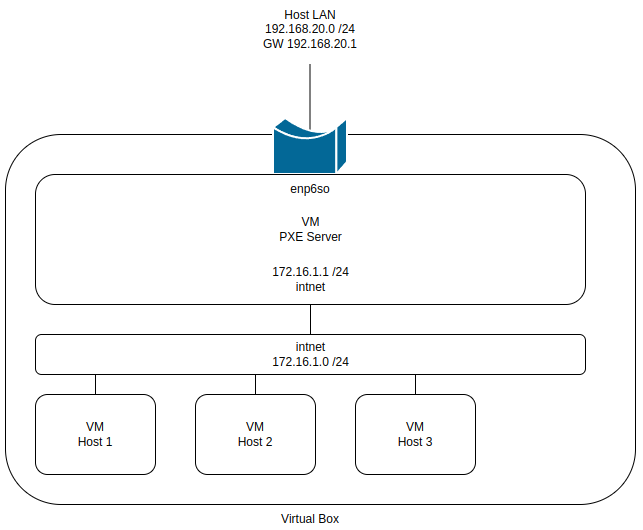 Host LAN
192.168.20.0 /24
GW 192.168.20.1
enp6so
VM
PXE Server
172.16.1.1 /24
intnet
intnet
172.16.1.0 /24
VM
Host 1
VM
Host 2
VM
Host 3
Virtual Box